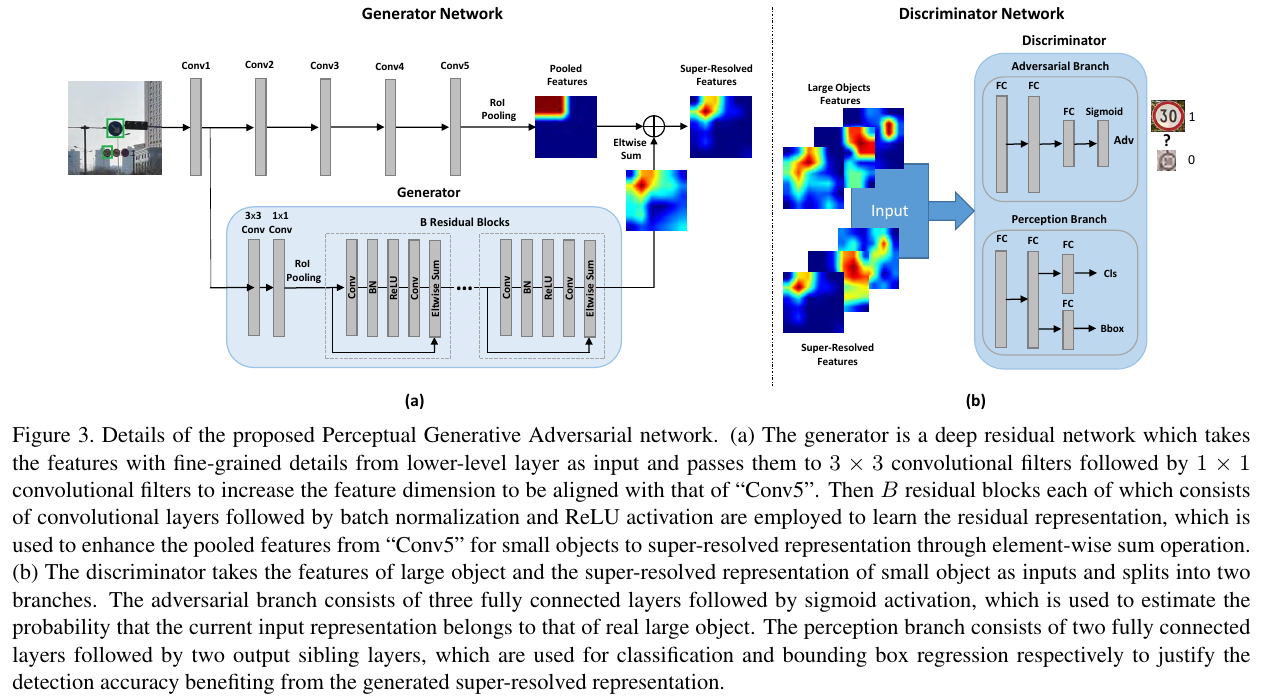 Generator Network
Discriminator Network
Conv1 Conv2 Conv3 Conv4 Conv5
RoI
Pooling
Pooled
Features
Eltwise
Sum
Super-Resolved
Features
Generator
3x3
Conv
1x1
Conv
RoI
Pooling
B Residual Blocks
Conv
BN
ReLU
Conv
Eltwise Sum
...
Conv
BN
ReLU
Conv
Eltwise Sum
(a)
Large Objects
Features
Input
Super-Resolved
Features
Discriminator
Adversarial Branch
FC FC FC Sigmoid
Adv
30 1
?
0
Perception Branch
FC FC FC
Cls
FC
Bbox
(b)
Figure 3. Details of the proposed Perceptual Generative Adversarial network. (a) The generator is a deep residual network which takes
the features with fine-grained details from lower-level layer as input and passes them to 3 × 3 convolutional filters followed by 1 × 1
convolutional filters to increase the feature dimension to be aligned with that of “Conv5”. Then B residual blocks each of which consists
of convolutional layers followed by batch normalization and ReLU activation are employed to learn the residual representation, which is
used to enhance the pooled features from “Conv5” for small objects to super-resolved representation through element-wise sum operation.
(b) The discriminator takes the features of large object and the super-resolved representation of small object as inputs and splits into two
branches. The adversarial branch consists of three fully connected layers followed by sigmoid activation, which is used to estimate the
probability that the current input representation belongs to that of real large object. The perception branch consists of two fully connected
layers followed by two output sibling layers, which are used for classification and bounding box regression respectively to justify the
detection accuracy benefiting from the generated super-resolved representation.